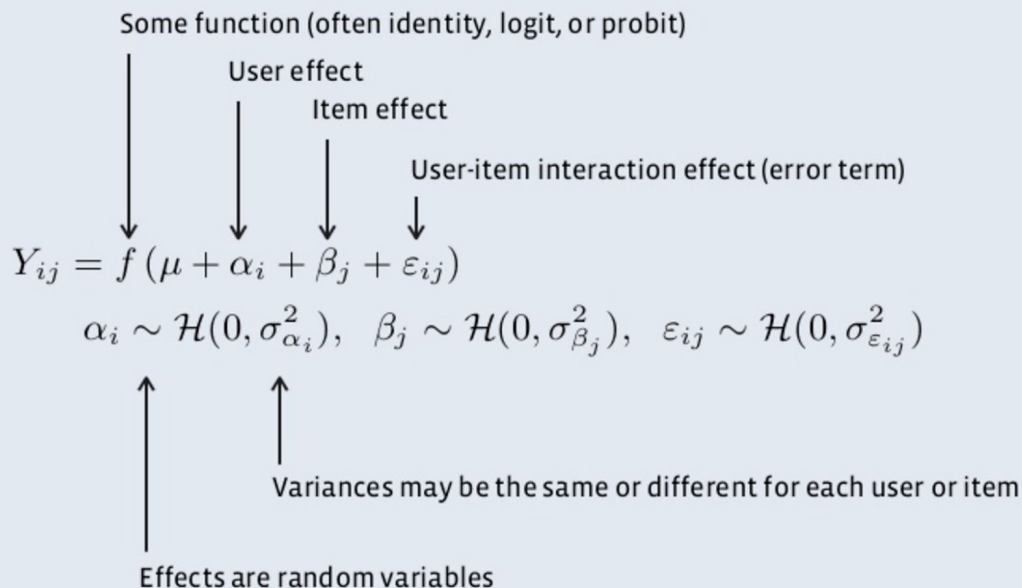 Some function (often identity, logit, or probit)
User effect
Item effect
User-item interaction effect (error term)
Y_{ij} = f (μ + α_i + β_j + ε_{ij})
α_i ∼ ℋ(0, σ²_{α_i}), β_j ∼ ℋ(0, σ²_{β_j}), ε_{ij} ∼ ℋ(0, σ²_{ε_{ij}})
Variances may be the same or different for each user or item
Effects are random variables